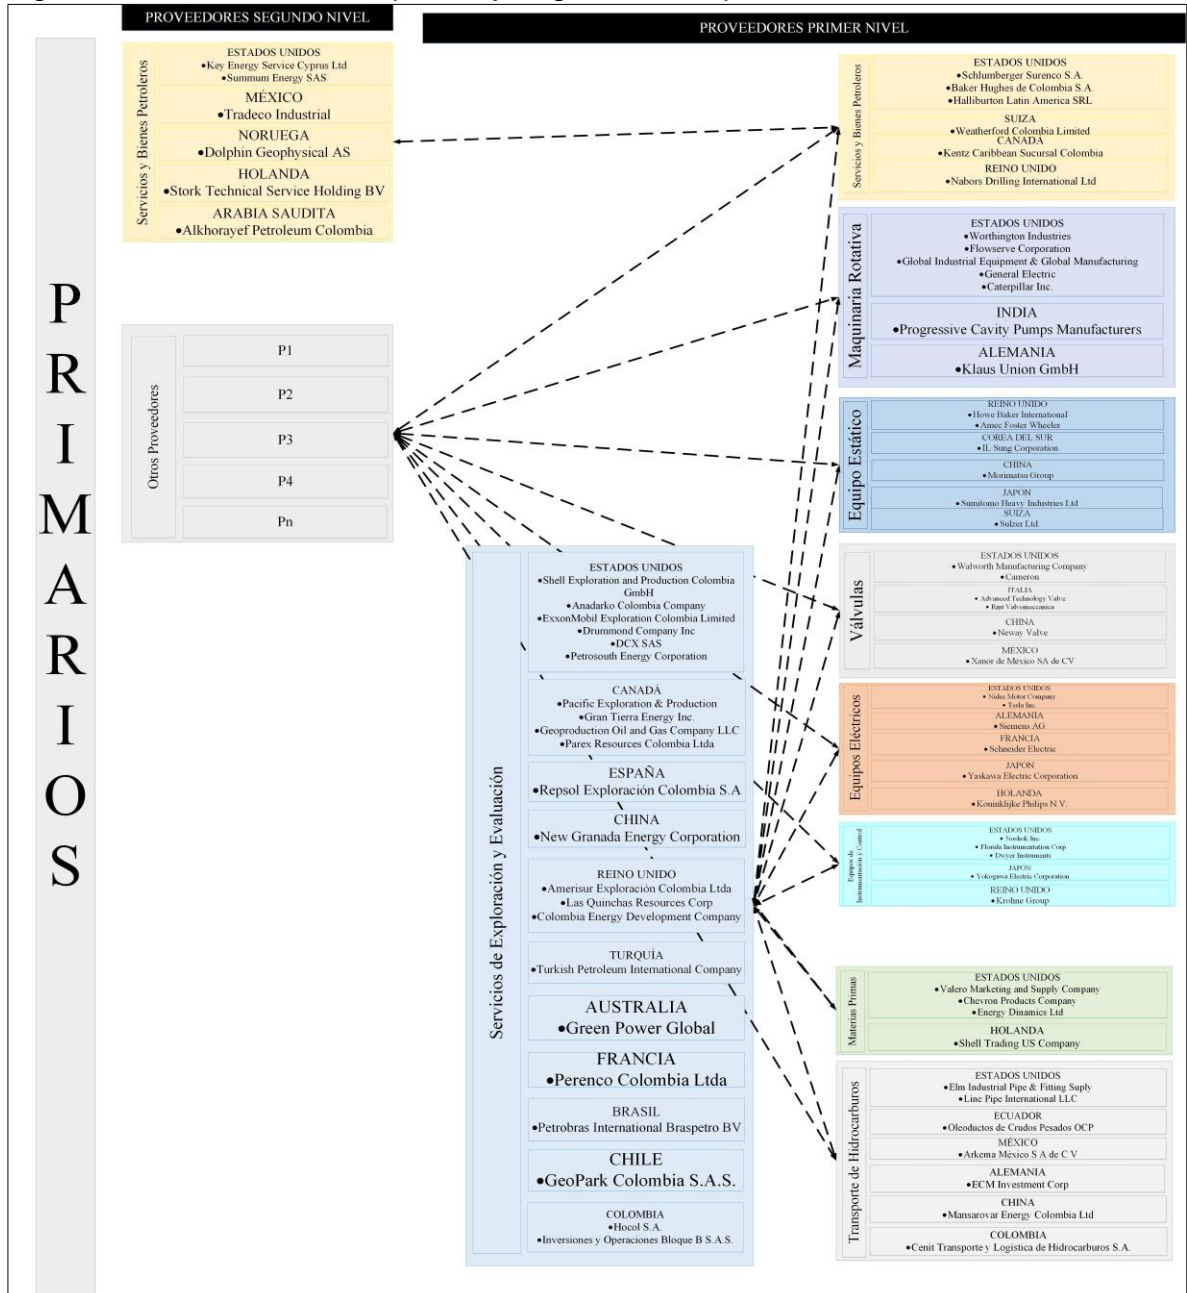 PROVEEDORES SEGUNDO NIVEL
PROVEEDORES PRIMER NIVEL
PRIMARIOS
Servicios y Bienes Petroleros
ESTADOS UNIDOS
•Key Energy Service Cyprus Ltd
•Summum Energy SAS
MÉXICO
•Tradeco Industrial
NORUEGA
•Dolphin Geophysical AS
HOLANDA
•Stork Technical Service Holding BV
ARABIA SAUDITA
•Alkhorayef Petroleum Colombia
Otros Proveedores
P1
P2
P3
P4
Pn
Servicios de Exploración y Evaluación
ESTADOS UNIDOS
•Shell Exploration and Production Colombia
GmbH
•Anadarko Colombia Company
•ExxonMobil Exploration Colombia Limited
•Drummond Company Inc
•DCX SAS
•Petrosouth Energy Corporation
CANADÁ
•Pacific Exploration & Production
•Gran Tierra Energy Inc.
•Geoproduction Oil and Gas Company LLC
•Parex Resources Colombia Ltda
ESPAÑA
•Repsol Exploración Colombia S.A
CHINA
•New Granada Energy Corporation
REINO UNIDO
•Amerisur Exploración Colombia Ltda
•Las Quinchas Resources Corp
•Colombia Energy Development Company
TURQUÍA
•Turkish Petroleum International Company
AUSTRALIA
•Green Power Global
FRANCIA
•Perenco Colombia Ltda
BRASIL
•Petrobras International Braspetro BV
CHILE
•GeoPark Colombia S.A.S.
COLOMBIA
•Hocol S.A.
•Inversiones y Operaciones Bloque B S.A.S.
Servicios y Bienes Petroleros
ESTADOS UNIDOS
•Schlumberger Surenco S.A.
•Baker Hughes de Colombia S.A.
•Halliburton Latin America SRL
SUIZA
•Weatherford Colombia Limited
CANADÁ
•Kentz Caribbean Sucursal Colombia
REINO UNIDO
•Nabors Drilling International Ltd
Maquinaria Rotativa
ESTADOS UNIDOS
•Worthington Industries
•Flowserve Corporation
•Global Industrial Equipment & Global Manufacturing
•General Electric
•Caterpillar Inc.
INDIA
•Progressive Cavity Pumps Manufacturers
ALEMANIA
•Klaus Union GmbH
Equipo Estático
REINO UNIDO
• Howe Baker International
• Amec Foster Wheeler
COREA DEL SUR
• IL Sung Corporation
CHINA
• Morimatsu Group
JAPÓN
• Sumitomo Heavy Industries Ltd
SUIZA
• Sulzer Ltd.
Válvulas
ESTADOS UNIDOS
• Walworth Manufacturing Company
• Cameron
ITALIA
• Advanced Technology Valve
• Rmt Valvomeccanica
CHINA
• Neway Valve
MÉXICO
• Xanor de México SA de CV
Equipos Eléctricos
ESTADOS UNIDOS
• Nidec Motor Company
• Tesla Inc.
ALEMANIA
• Siemens AG
FRANCIA
• Schneider Electric
JAPÓN
• Yaskawa Electric Corporation
HOLANDA
• Koninklijke Philips N.V.
Equipos de
Instrumentación y Control
ESTADOS UNIDOS
• Noshok Inc.
• Florida Instrumentation Corp
• Dwyer Instruments
JAPÓN
• Yokogawa Electric Corporation
REINO UNIDO
• Krohne Group
Materias Primas
ESTADOS UNIDOS
•Valero Marketing and Supply Company
•Chevron Products Company
•Energy Dinamics Ltd
HOLANDA
•Shell Trading US Company
Transporte de Hidrocarburos
ESTADOS UNIDOS
•Elm Industrial Pipe & Fitting Suply
•Line Pipe International LLC
ECUADOR
•Oleoductos de Crudos Pesados OCP
MÉXICO
•Arkema México S A de C V
ALEMANIA
•ECM Investment Corp
CHINA
•Mansarovar Energy Colombia Ltd
COLOMBIA
•Cenit Transporte y Logística de Hidrocarburos S.A.